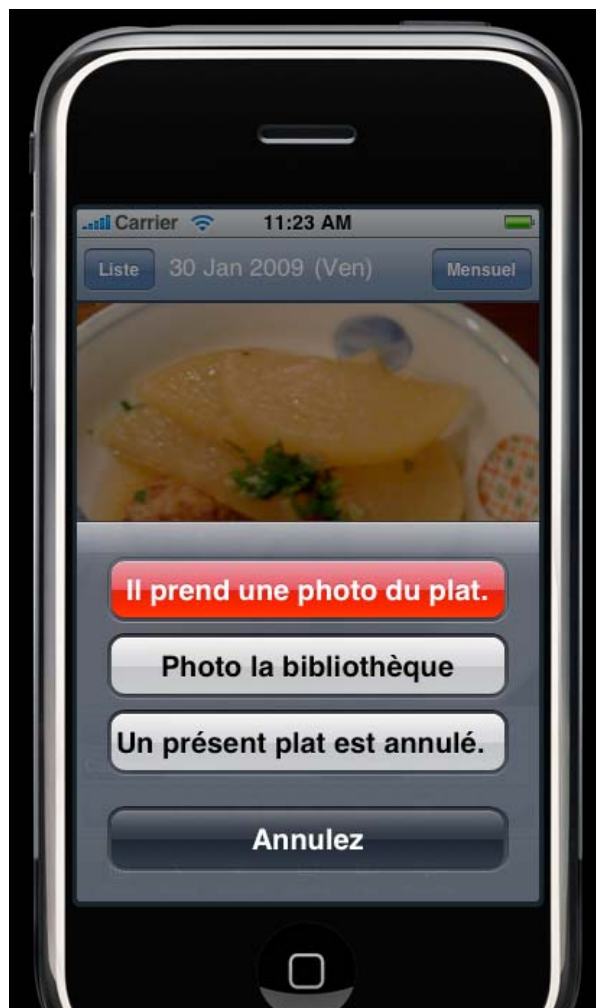 Carrier 11:23 AM
Liste 30 Jan 2009 (Ven) Mensuel
Il prend une photo du plat.
Photo la bibliothèque
Un présent plat est annulé.
Annulez